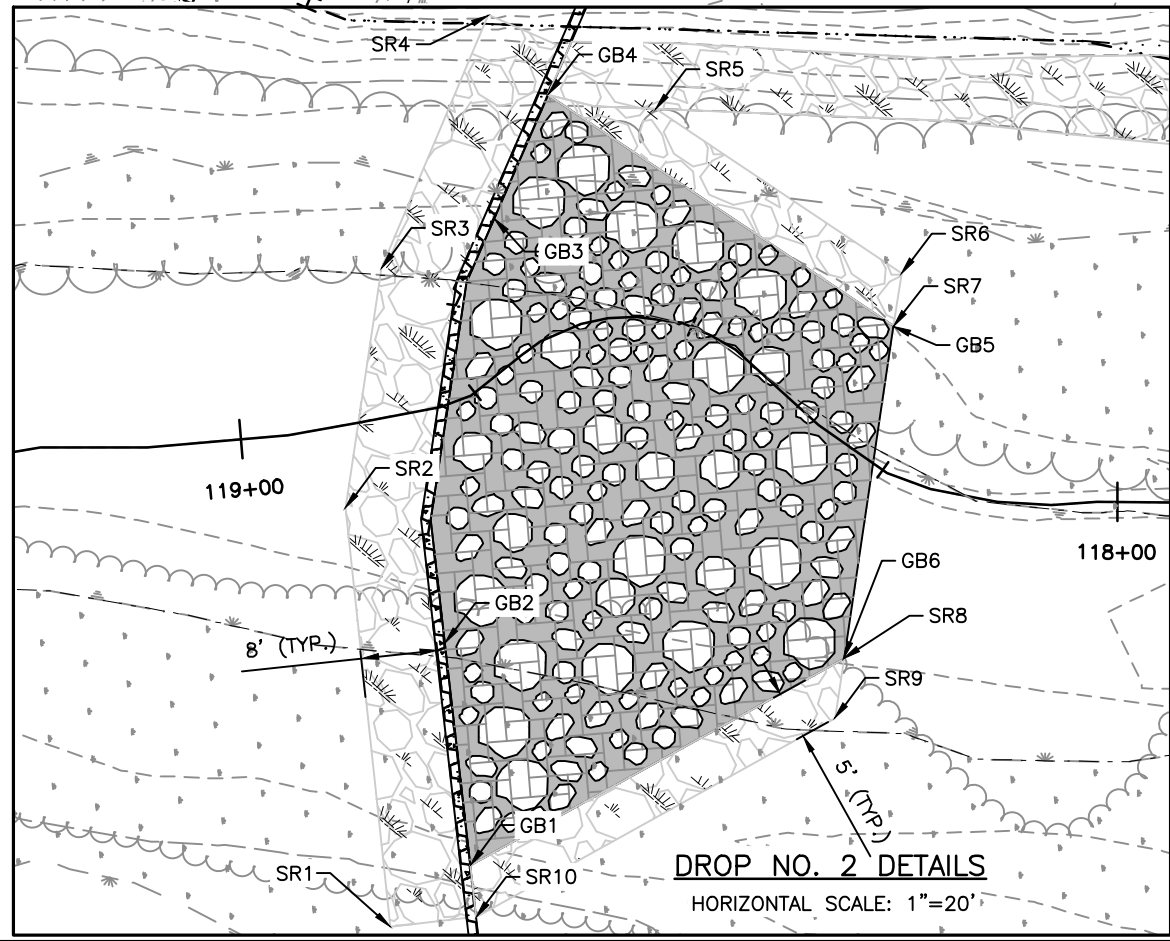 SR4
GB4
SR5
SR3
GB3
SR6
SR7
GB5
SR2
119+00
118+00
GB6
GB2
SR8
8' (TYP.)
SR9
5' (TYP.)
GB1
SR1
SR10
DROP NO. 2 DETAILS
HORIZONTAL SCALE: 1"=20'